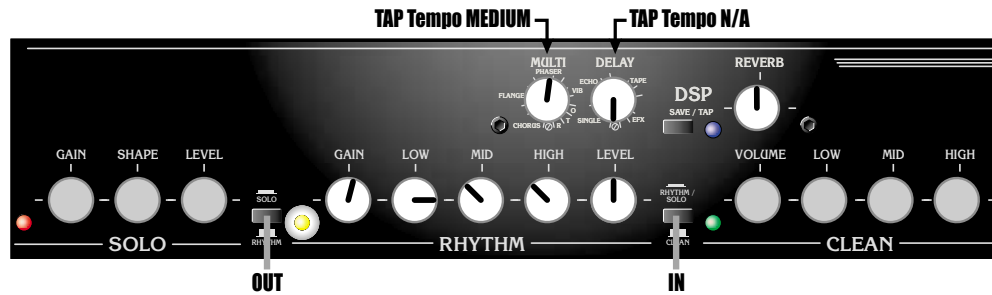 TAP Tempo MEDIUM
TAP Tempo N/A
MULTI
DELAY
REVERB
PHASER
FLANGE
VIB
O
T
R
CHORUS
ECHO
TAPE
SINGLE
EFX
DSP
SAVE / TAP
GAIN
SHAPE
LEVEL
SOLO
RHYTHM
GAIN
LOW
MID
HIGH
LEVEL
RHYTHM /
SOLO
CLEAN
VOLUME
LOW
MID
HIGH
SOLO
RHYTHM
CLEAN
OUT
IN